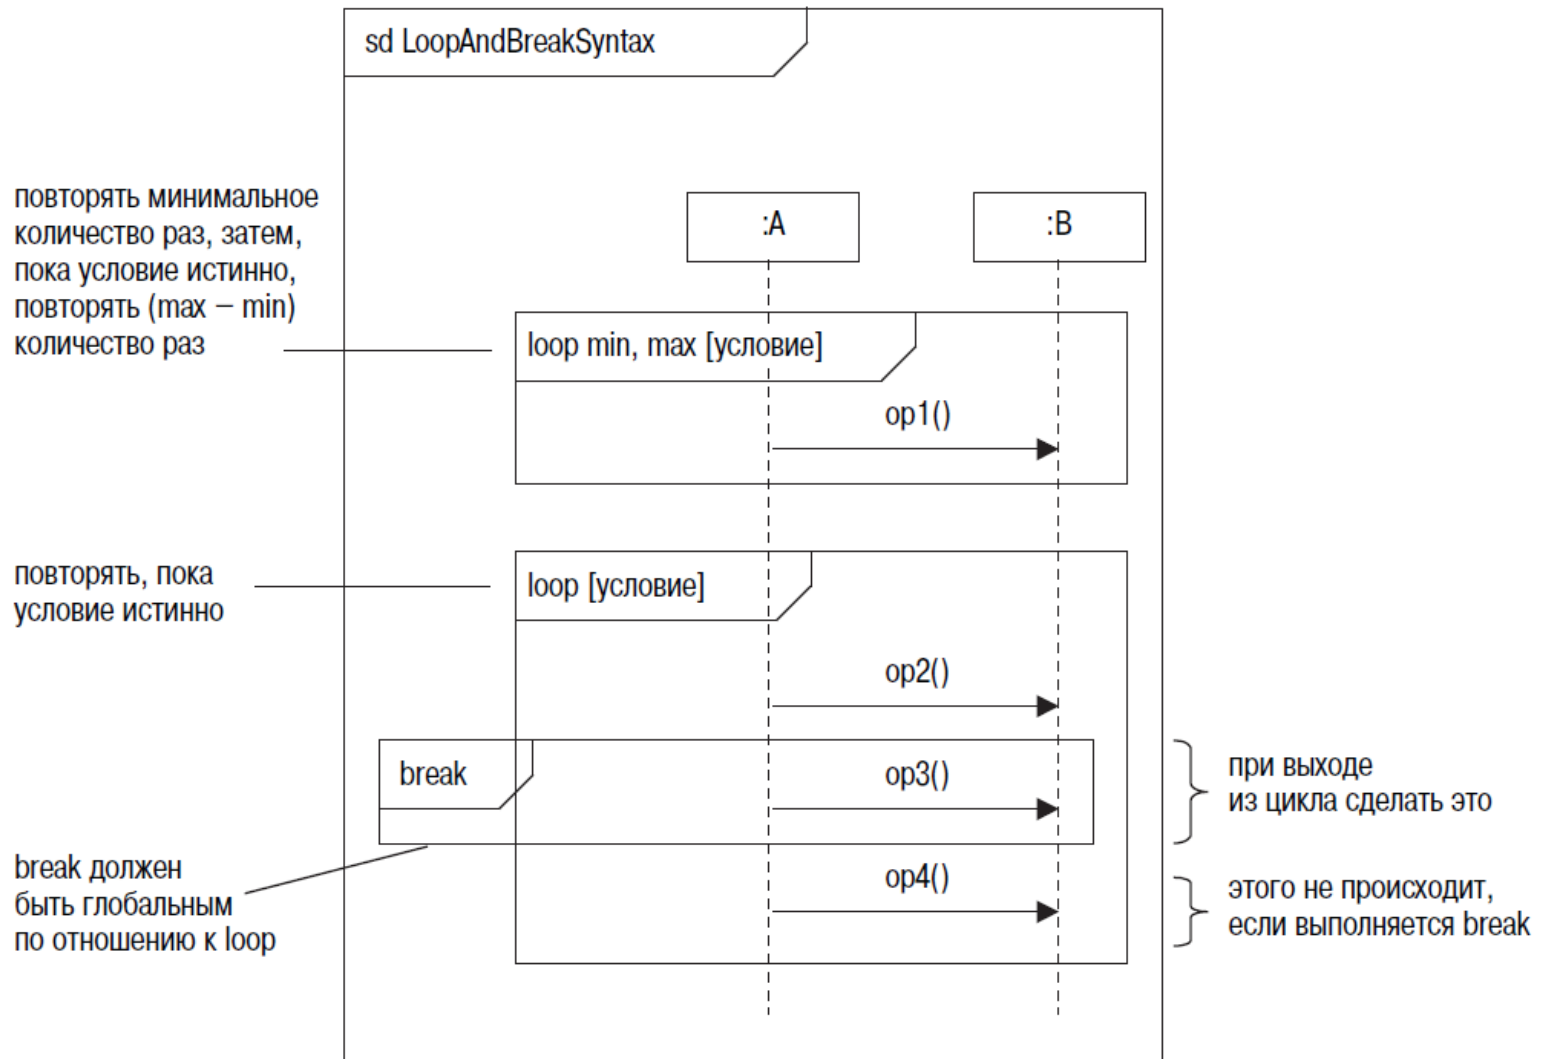 sd LoopAndBreakSyntax
повторять минимальное
количество раз, затем,
пока условие истинно,
повторять (max – min)
количество раз
:A
:B
loop min, max [условие]
op1()
повторять, пока
условие истинно
loop [условие]
op2()
break
op3()
при выходе
из цикла сделать это
break должен
быть глобальным
по отношению к loop
op4()
этого не происходит,
если выполняется break